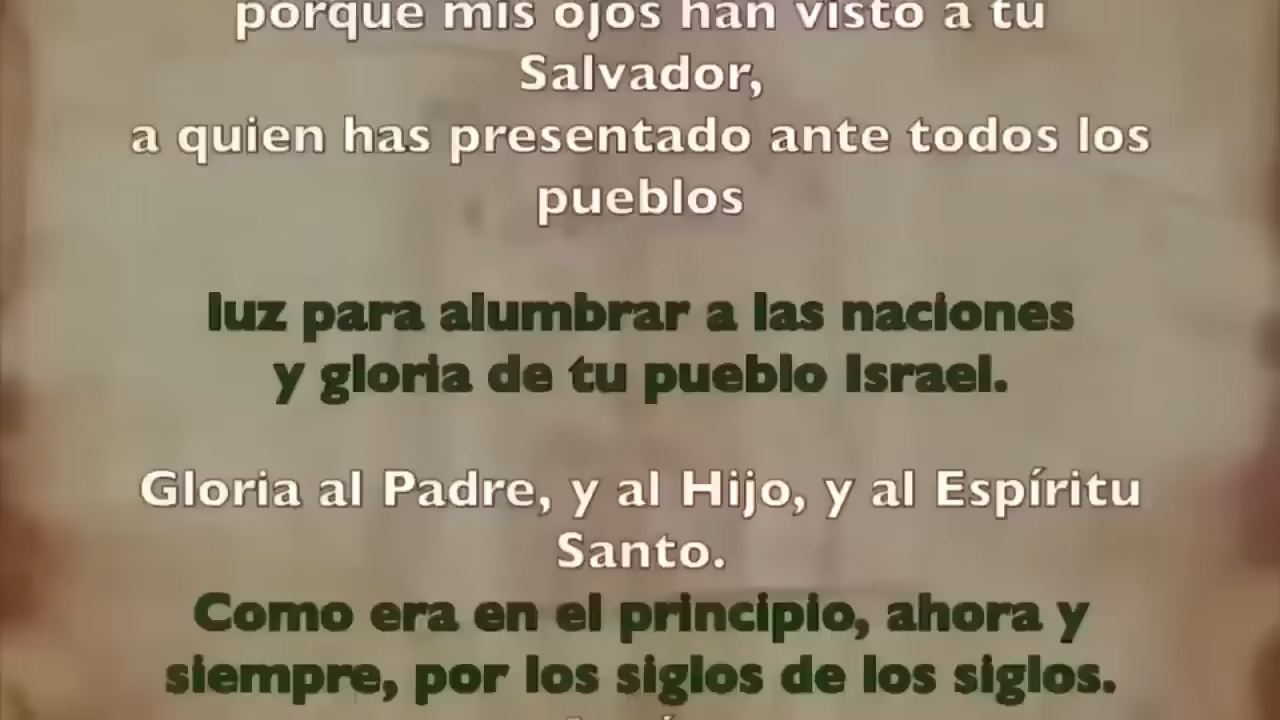 porque mis ojos han visto a tu
Salvador,
a quien has presentado ante todos los
pueblos
luz para alumbrar a las naciones
y gloria de tu pueblo Israel.
Gloria al Padre, y al Hijo, y al Espíritu
Santo.
Como era en el principio, ahora y
siempre, por los siglos de los siglos.